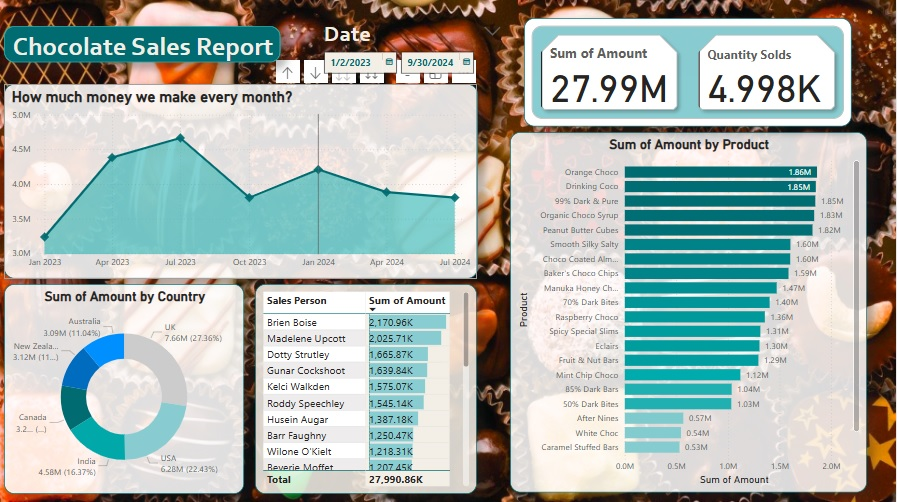 Chocolate Sales Report
Date
1/2/2023
9/30/2024
Sum of Amount
27.99M
Quantity Solds
4.998K
How much money we make every month?
5.0M
4.5M
4.0M
3.5M
3.0M
Jan 2023
Apr 2023
Jul 2023
Oct 2023
Jan 2024
Apr 2024
Jul 2024
Sum of Amount by Product
Product
Orange Choco 1.86M
Drinking Coco 1.85M
99% Dark & Pure 1.85M
Organic Choco Syrup 1.83M
Peanut Butter Cubes 1.82M
Smooth Silky Salty 1.60M
Choco Coated Alm... 1.60M
Baker's Choco Chips 1.59M
Manuka Honey Ch... 1.47M
70% Dark Bites 1.40M
Raspberry Choco 1.36M
Spicy Special Slims 1.31M
Eclairs 1.30M
Fruit & Nut Bars 1.29M
Mint Chip Choco 1.12M
85% Dark Bars 1.04M
50% Dark Bites 1.03M
After Nines 0.57M
White Choc 0.54M
Caramel Stuffed Bars 0.53M
0.0M 0.5M 1.0M 1.5M 2.0M
Sum of Amount
Sum of Amount by Country
Australia
3.09M (11.04%)
UK
7.66M (27.36%)
New Zeala...
3.12M (11...)
Canada
3.2... (...)
India
4.58M (16.37%)
USA
6.28M (22.43%)
Sales Person Sum of Amount
Brien Boise 2,170.96K
Madelene Upcott 2,025.71K
Dotty Strutley 1,665.87K
Gunar Cockshoot 1,639.84K
Kelci Walkden 1,575.07K
Roddy Speechley 1,545.14K
Husein Augar 1,387.18K
Barr Faughny 1,250.47K
Wilone O'Kielt 1,218.31K
Beverie Moffet 1,207.45K
Total 27,990.86K